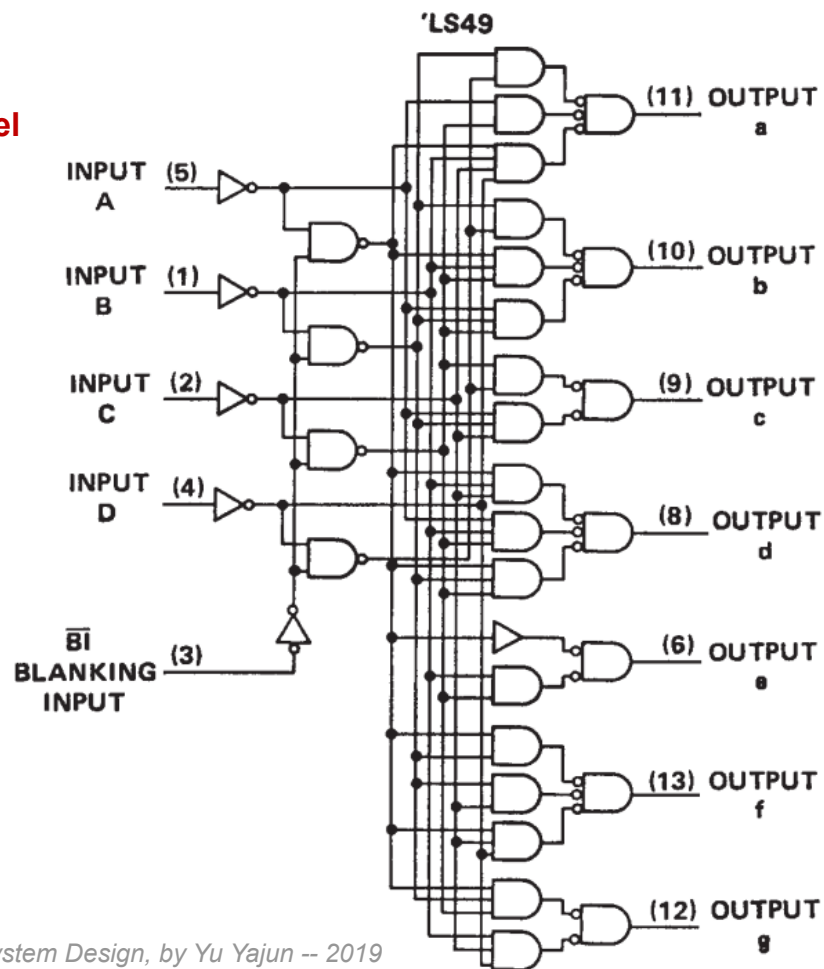 'LS49
el
INPUT (5)
A
INPUT (1)
B
INPUT (2)
C
INPUT (4)
D
BI
BLANKING (3)
INPUT
(11) OUTPUT
a
(10) OUTPUT
b
(9) OUTPUT
c
(8) OUTPUT
d
(6) OUTPUT
e
(13) OUTPUT
f
(12) OUTPUT
g
ystem Design, by Yu Yajun -- 2019